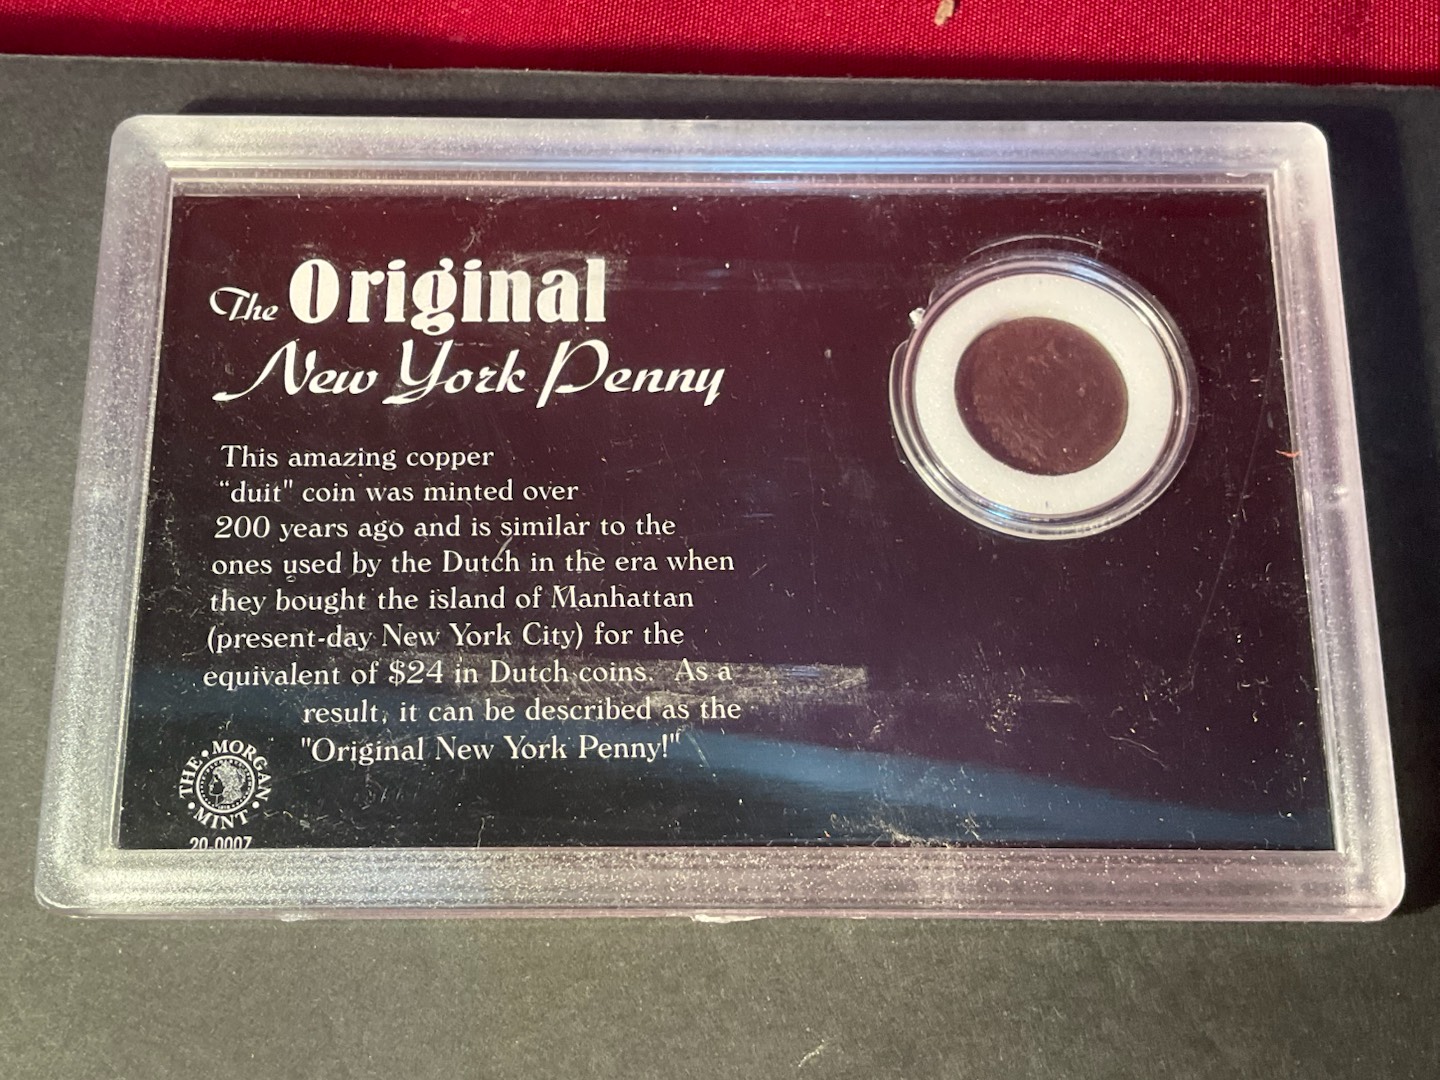 The Original
New York Penny
This amazing copper
“duit" coin was minted over
200 years ago and is similar to the
ones used by the Dutch in the era when
they bought the island of Manhattan
(present-day New York City) for the
equivalent of $24 in Dutch coins. As a
result, it can be described as the
"Original New York Penny!"
THE • MORGAN • MINT •
20-0007